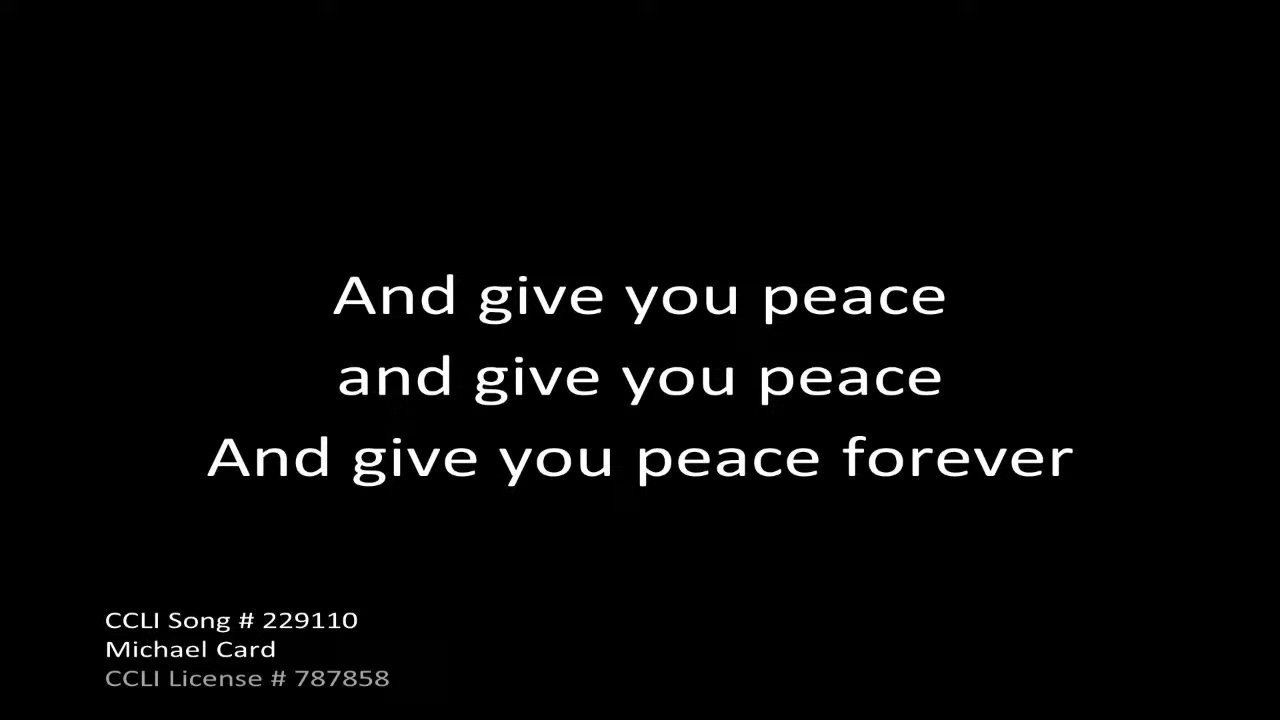 And give you peace
and give you peace
And give you peace forever
CCLI Song # 229110
Michael Card
CCLI License # 787858